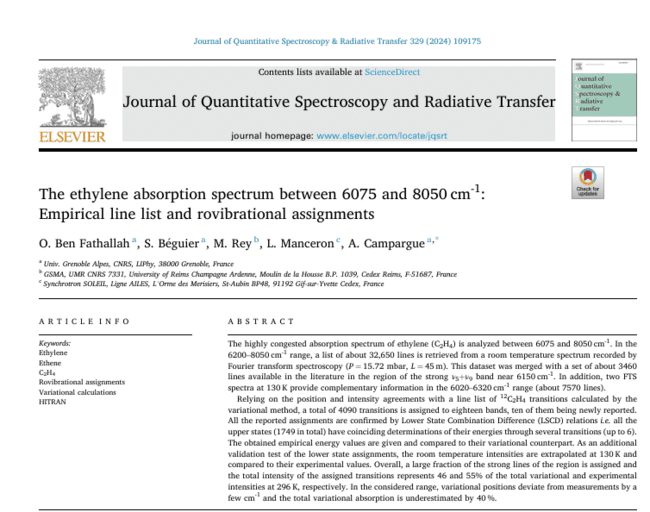 Journal of Quantitative Spectroscopy & Radiative Transfer 329 (2024) 109175
Contents lists available at ScienceDirect
Journal of Quantitative Spectroscopy and Radiative Transfer
journal homepage: www.elsevier.com/locate/jqsrt
ELSEVIER
Journal of
Quantitative
Spectroscopy &
Radiative
Transfer
Check for
updates
The ethylene absorption spectrum between 6075 and 8050 cm⁻¹:
Empirical line list and rovibrational assignments
O. Ben Fathallah ᵃ, S. Béguier ᵃ, M. Rey ᵇ, L. Manceron ᶜ, A. Campargue ᵃ,*
ᵃ Univ. Grenoble Alpes, CNRS, LIPhy, 38000 Grenoble, France
ᵇ GSMA, UMR CNRS 7331, University of Reims Champagne Ardenne, Moulin de la Housse B.P. 1039, Cedex Reims, F-51687, France
ᶜ Synchrotron SOLEIL, Ligne AILES, L'Orme des Merisiers, St-Aubin BP48, 91192 Gif-sur-Yvette Cedex, France
ARTICLE INFO
Keywords:
Ethylene
Ethene
C₂H₄
Rovibrational assignments
Variational calculations
HITRAN
ABSTRACT
The highly congested absorption spectrum of ethylene (C₂H₄) is analyzed between 6075 and 8050 cm⁻¹. In the
6200–8050 cm⁻¹ range, a list of about 32,650 lines is retrieved from a room temperature spectrum recorded by
Fourier transform spectroscopy (P = 15.72 mbar, L = 45 m). This dataset was merged with a set of about 3460
lines available in the literature in the region of the strong ν₅+ν₉ band near 6150 cm⁻¹. In addition, two FTS
spectra at 130 K provide complementary information in the 6020–6320 cm⁻¹ range (about 7570 lines).
Relying on the position and intensity agreements with a line list of ¹²C₂H₄ transitions calculated by the
variational method, a total of 4090 transitions is assigned to eighteen bands, ten of them being newly reported.
All the reported assignments are confirmed by Lower State Combination Difference (LSCD) relations i.e. all the
upper states (1749 in total) have coinciding determinations of their energies through several transitions (up to 6).
The obtained empirical energy values are given and compared to their variational counterpart. As an additional
validation test of the lower state assignments, the room temperature intensities are extrapolated at 130 K and
compared to their experimental values. Overall, a large fraction of the strong lines of the region is assigned and
the total intensity of the assigned transitions represents 46 and 55% of the total variational and experimental
intensities at 296 K, respectively. In the considered range, variational positions deviate from measurements by a
few cm⁻¹ and the total variational absorption is underestimated by 40 %.